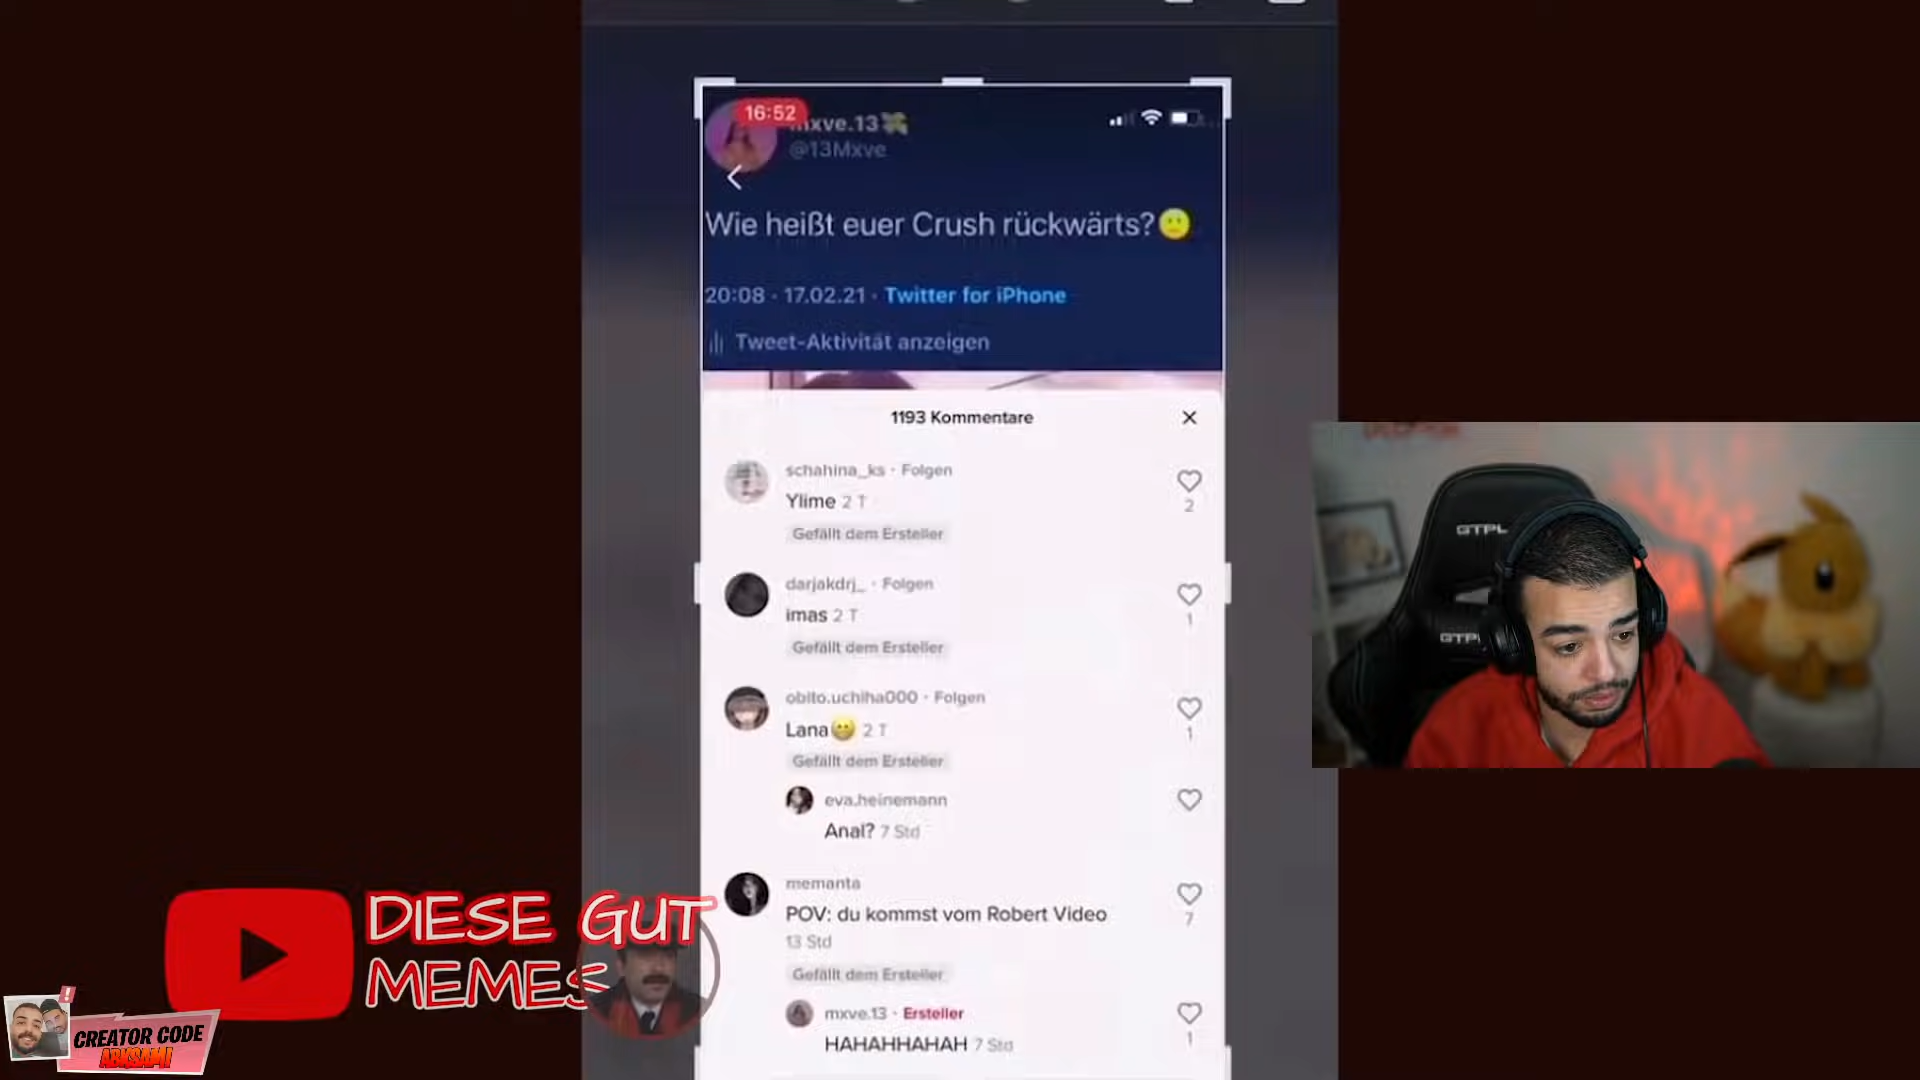 16:52
mxve.13
@13Mxve
Wie heißt euer Crush rückwärts?🙂
20:08 · 17.02.21 · Twitter for iPhone
Tweet-Aktivität anzeigen
1193 Kommentare
schahina_ks · Folgen
Ylime 2 T
2
Gefällt dem Ersteller
darjakdrj_ · Folgen
imas 2 T
1
Gefällt dem Ersteller
obito.uchiha000 · Folgen
Lana😬 2 T
1
Gefällt dem Ersteller
eva.heinemann
Anal? 7 Std
memanta
POV: du kommst vom Robert Video
7
13 Std
Gefällt dem Ersteller
mxve.13 · Ersteller
HAHAHHAHAH 7 Std
1
GTPL
GTPL
DIESE GUT
MEMES
!
CREATOR CODE
ABKSAMI